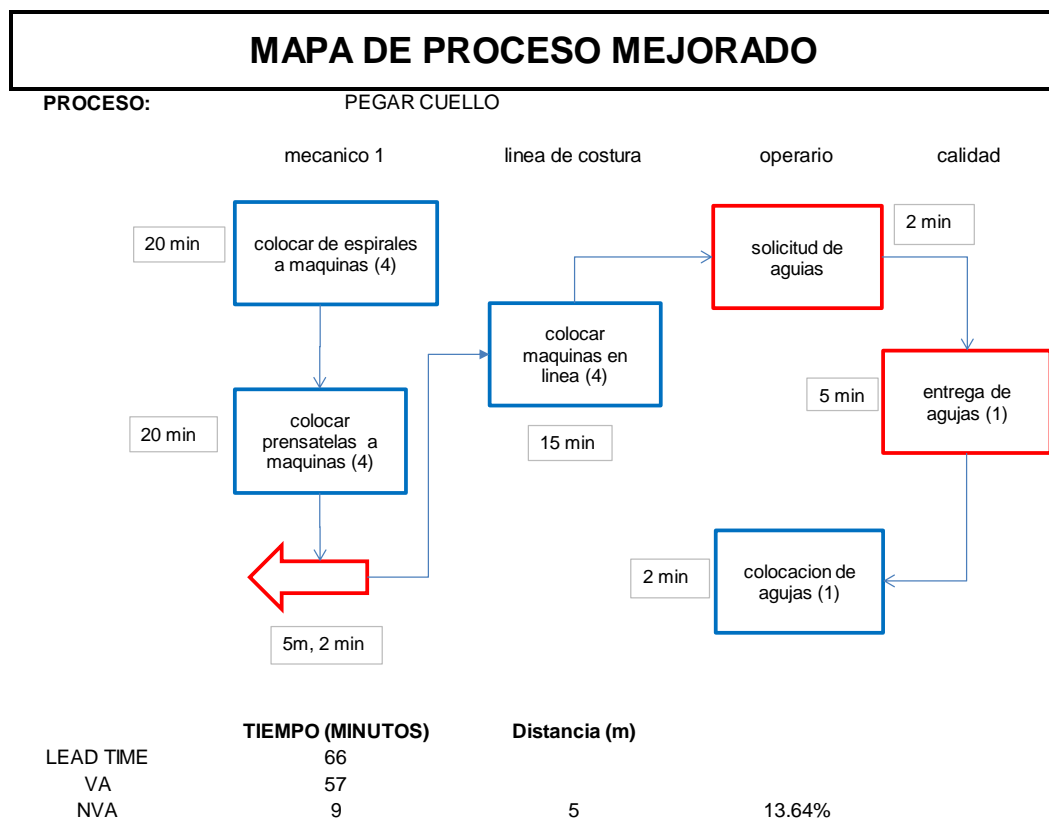 MAPA DE PROCESO MEJORADO
PROCESO: PEGAR CUELLO
mecanico 1 linea de costura operario calidad
20 min
colocar de espirales
a maquinas (4)
solicitud de
aguias
2 min
colocar
maquinas en
linea (4)
15 min
5 min
entrega de
agujas (1)
20 min
colocar
prensatelas a
maquinas (4)
5m, 2 min
2 min
colocacion de
agujas (1)
TIEMPO (MINUTOS) Distancia (m)
LEAD TIME 66
VA 57
NVA 9 5 13.64%